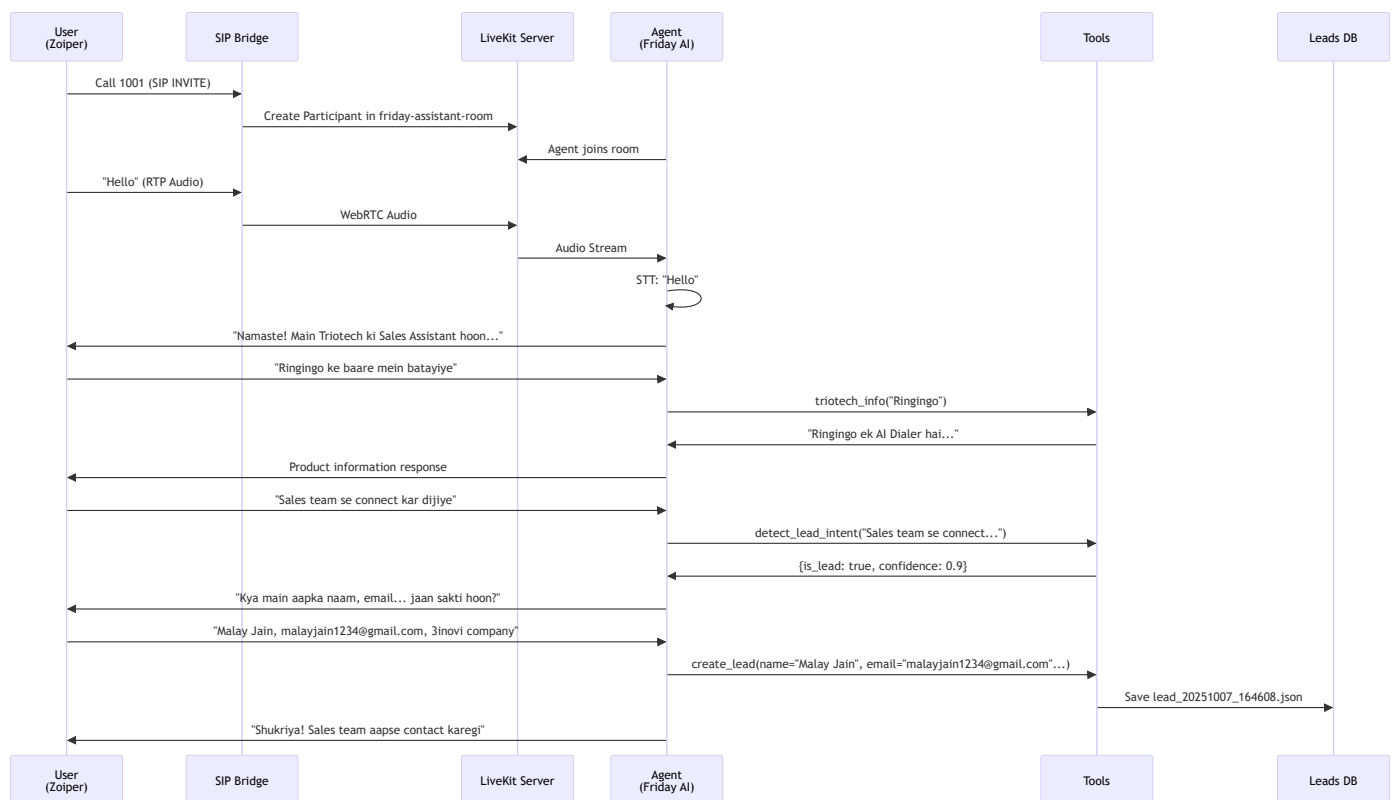 User
(Zoiper)
SIP Bridge
LiveKit Server
Agent
(Friday AI)
Tools
Leads DB
Call 1001 (SIP INVITE)
Create Participant in friday-assistant-room
Agent joins room
"Hello" (RTP Audio)
WebRTC Audio
Audio Stream
STT: "Hello"
"Namaste! Main Triotech ki Sales Assistant hoon..."
"Ringingo ke baare mein batayiye"
triotech_info("Ringingo")
"Ringingo ek AI Dialer hai..."
Product information response
"Sales team se connect kar dijiye"
detect_lead_intent("Sales team se connect...")
{is_lead: true, confidence: 0.9}
"Kya main aapka naam, email... jaan sakti hoon?"
"Malay Jain, malayjain1234@gmail.com, 3inovi company"
create_lead(name="Malay Jain", email="malayjain1234@gmail.com"...)
Save lead_20251007_164608.json
"Shukriya! Sales team aapse contact karegi"
User
(Zoiper)
SIP Bridge
LiveKit Server
Agent
(Friday AI)
Tools
Leads DB